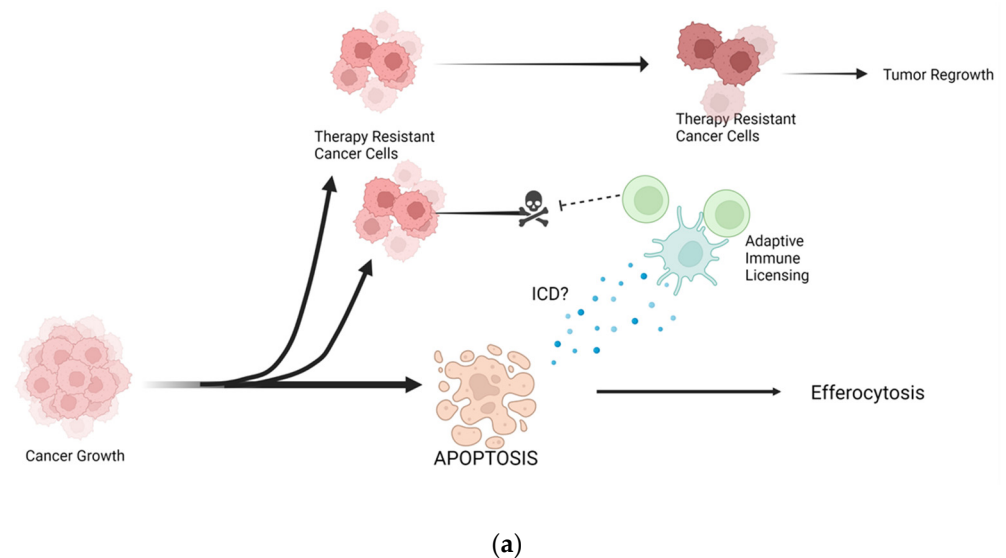 Tumor Regrowth
Therapy Resistant
Cancer Cells
Therapy Resistant
Cancer Cells
Adaptive
Immune
Licensing
ICD?
Efferocytosis
Cancer Growth
APOPTOSIS
(a)